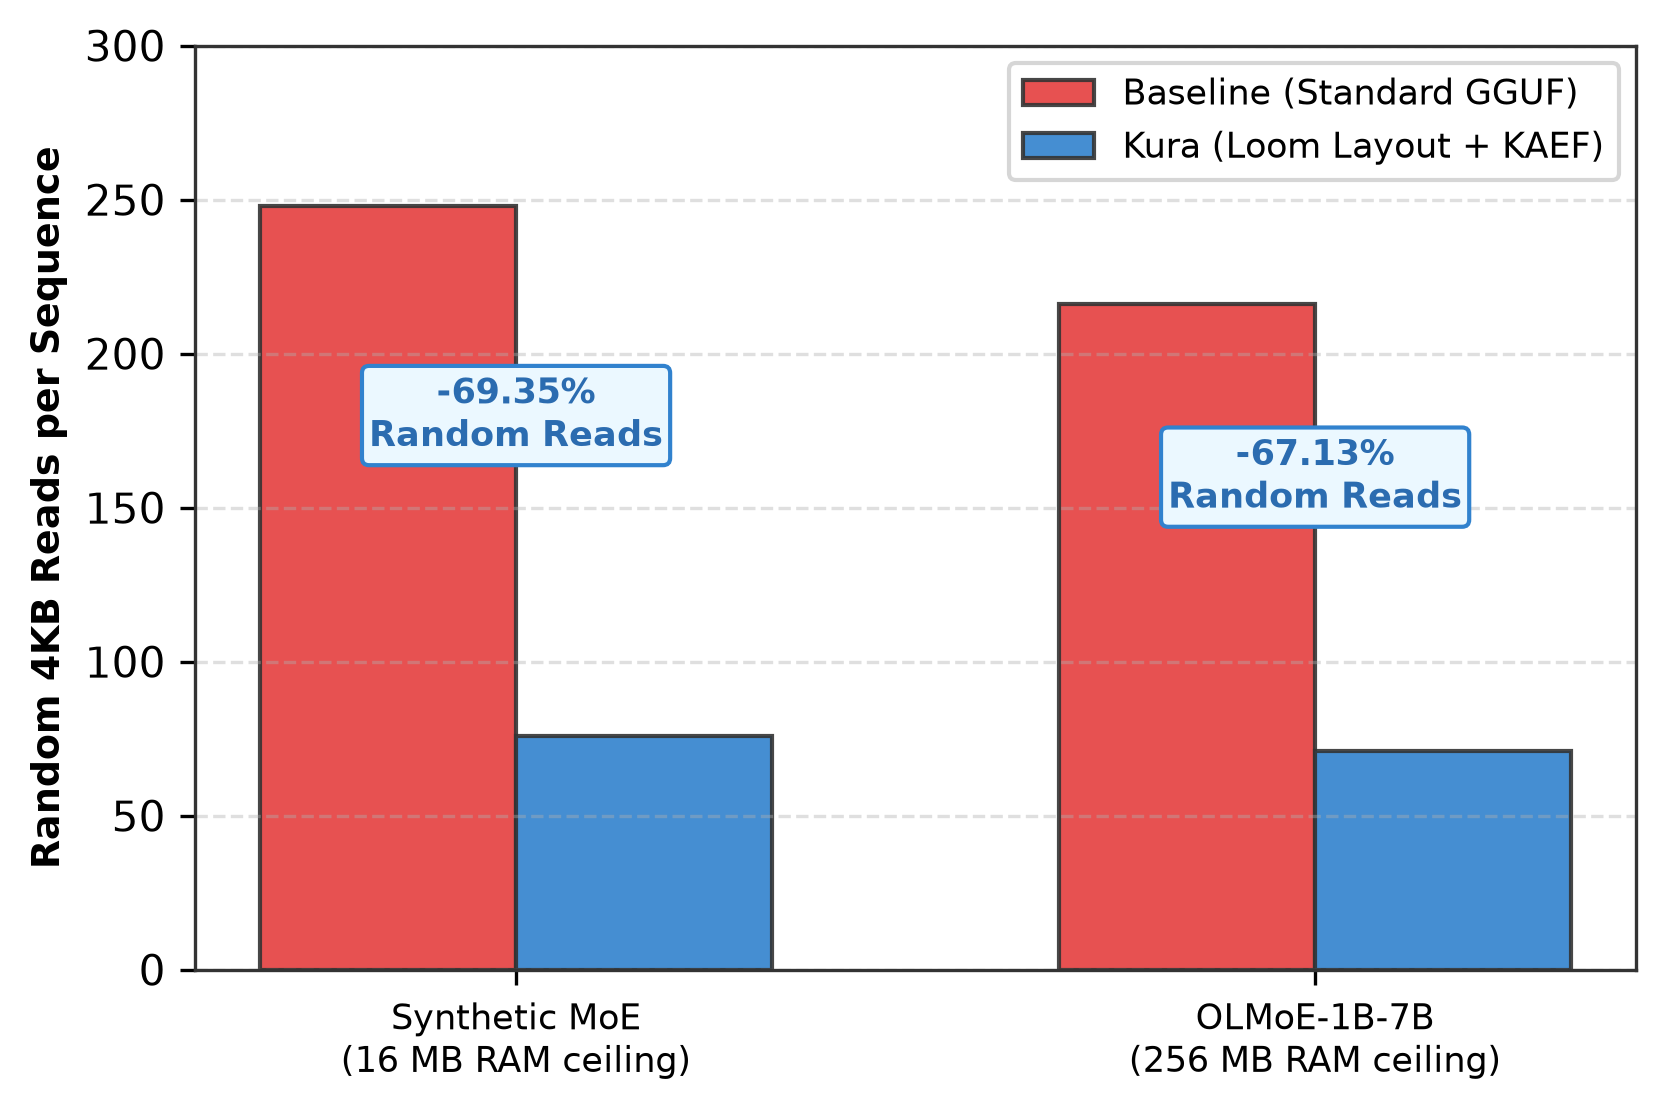 300
250
200
150
100
50
0
Random 4KB Reads per Sequence
Baseline (Standard GGUF)
Kura (Loom Layout + KAEF)
-69.35%
Random Reads
-67.13%
Random Reads
Synthetic MoE
(16 MB RAM ceiling)
OLMoE-1B-7B
(256 MB RAM ceiling)